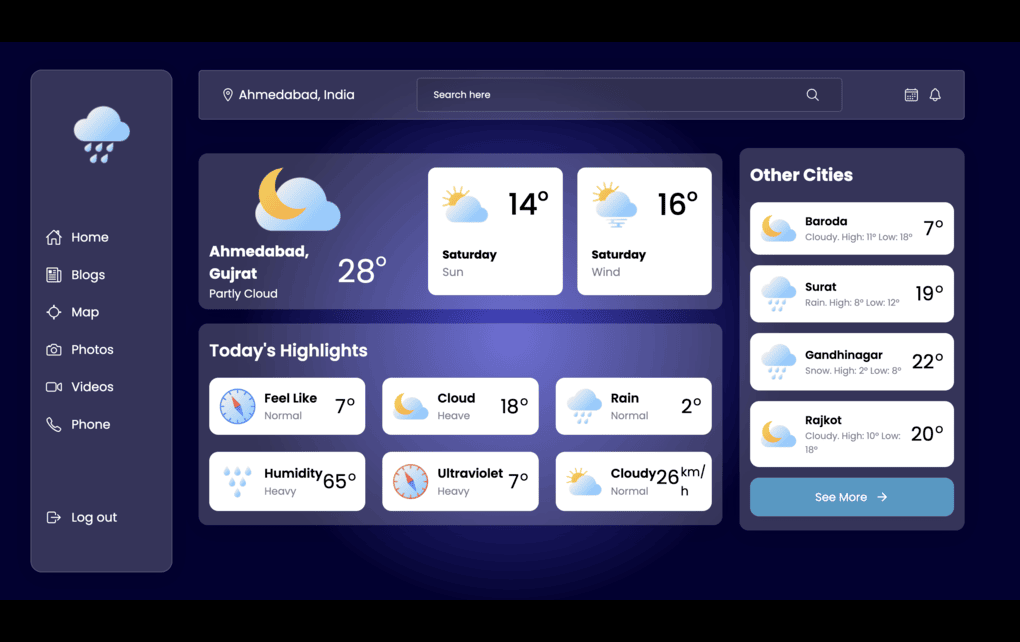 Home
Blogs
Map
Photos
Videos
Phone
Log out
Ahmedabad, India
Search here
Ahmedabad,
Gujrat
Partly Cloud
28°
14°
Saturday
Sun
16°
Saturday
Wind
Today's Highlights
Feel Like
Normal
7°
Cloud
Heave
18°
Rain
Normal
2°
Humidity
Heavy
65°
Ultraviolet
Heavy
7°
Cloudy
Normal
26 km/
h
Other Cities
Baroda
Cloudy. High: 11° Low: 18°
7°
Surat
Rain. High: 8° Low: 12°
19°
Gandhinagar
Snow. High: 2° Low: 8°
22°
Rajkot
Cloudy. High: 10° Low:
18°
20°
See More →